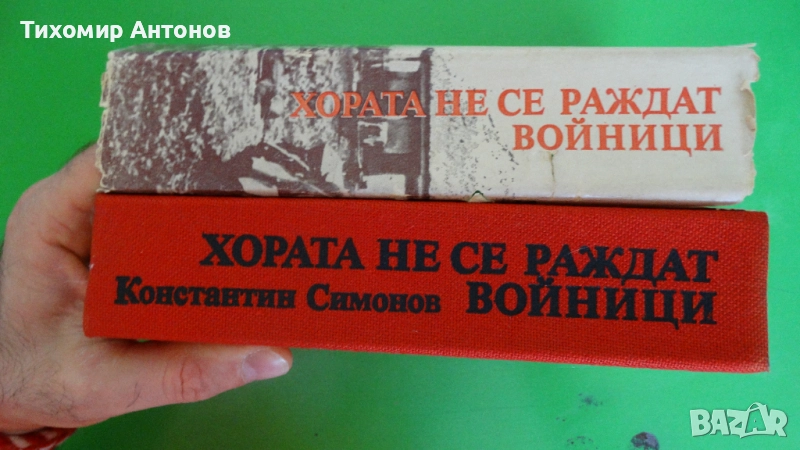 Тихомир Антонов
ХОРАТА НЕ СЕ РАЖДАТ
ВОЙНИЦИ
ХОРАТА НЕ СЕ РАЖДАТ
Константин Симонов ВОЙНИЦИ
BAZAR